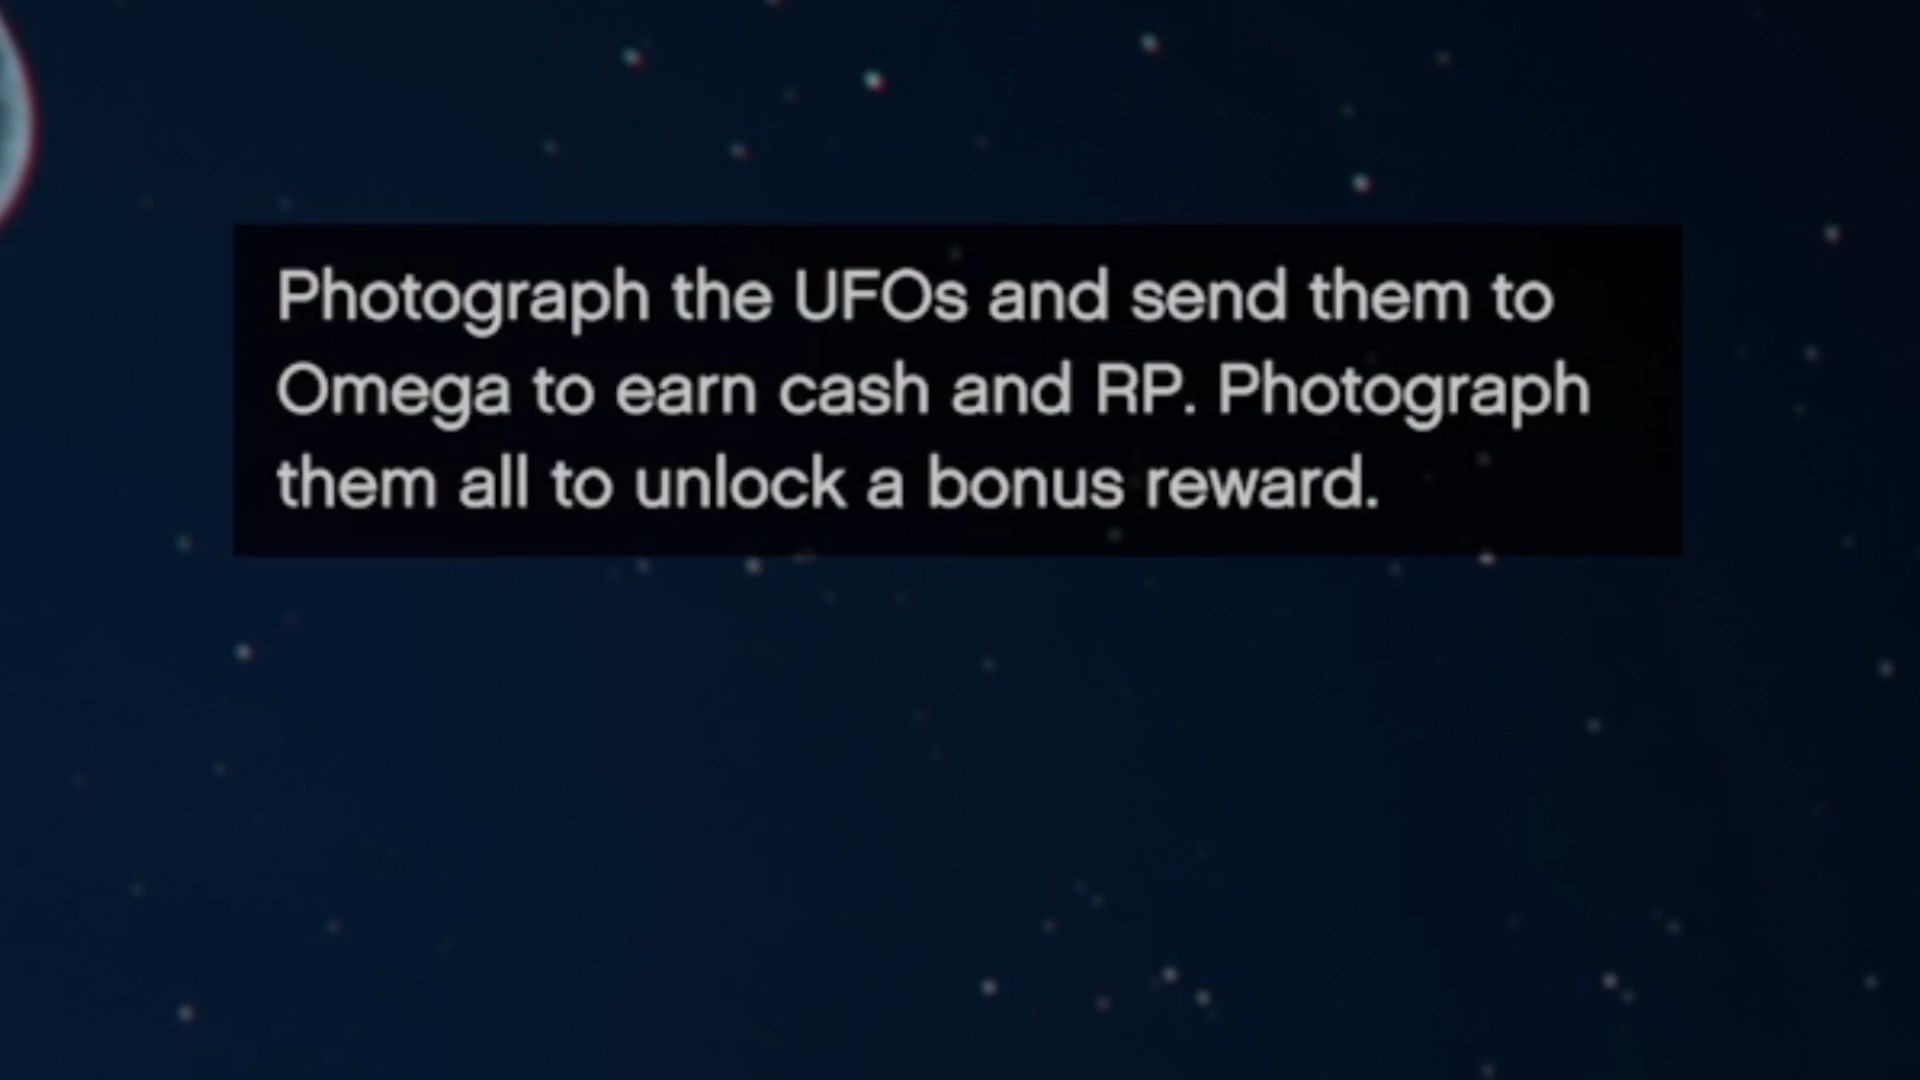 Photograph the UFOs and send them to
Omega to earn cash and RP. Photograph
them all to unlock a bonus reward.